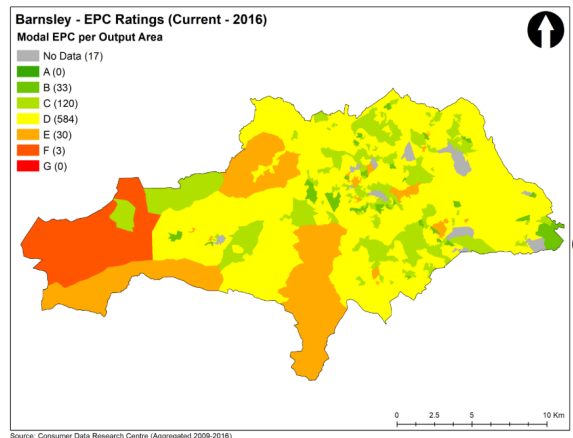 Barnsley - EPC Ratings (Current - 2016)
Modal EPC per Output Area
No Data (17)
A (0)
B (33)
C (120)
D (584)
E (30)
F (3)
G (0)
0 2.5 5 10 Km
Source: Consumer Data Research Centre (Aggregated 2009-2016)